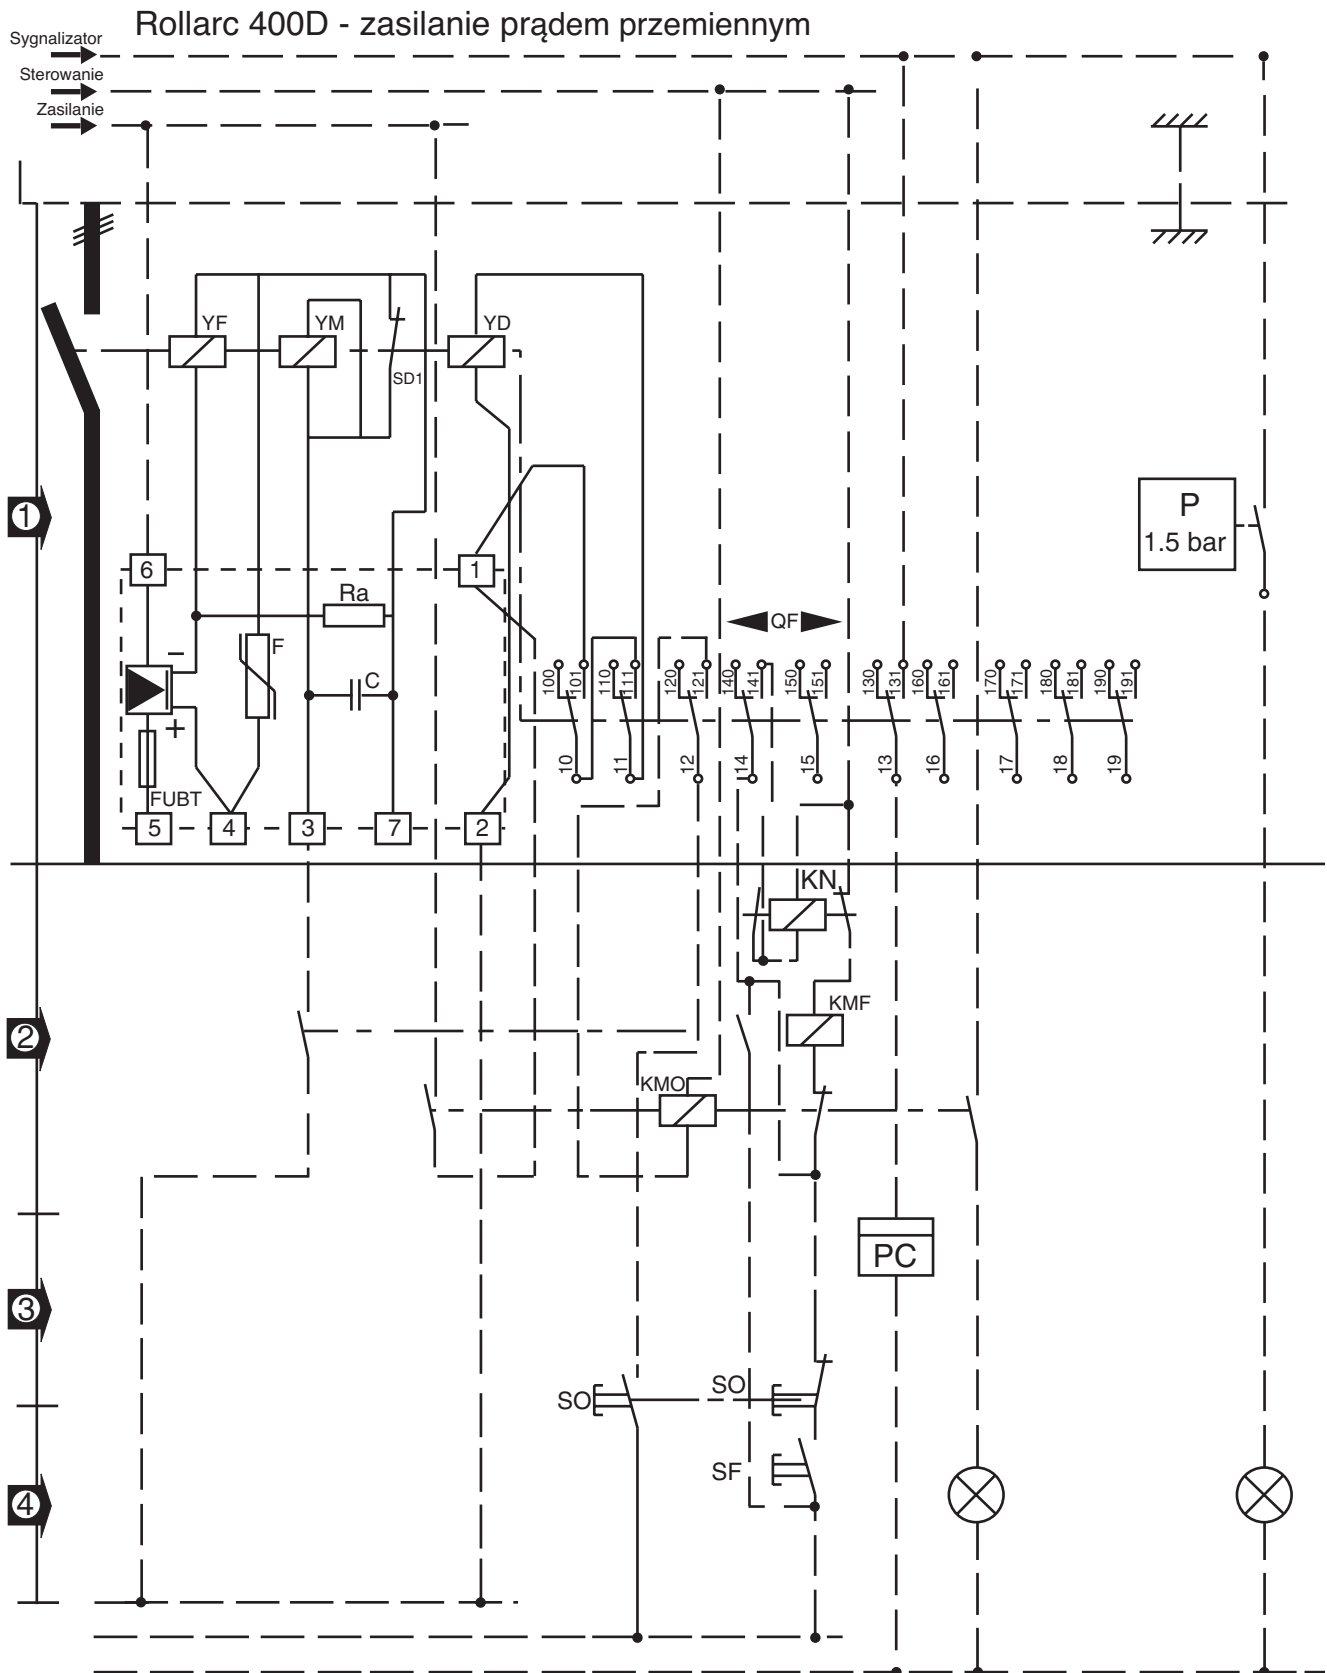 Rollarc 400D - zasilanie prądem przemiennym
Sygnalizator
Sterowanie
Zasilanie
YF
YM
YD
SD1
1
P
1.5 bar
6
1
Ra
QF
F
C
100
101
110
111
120
121
140
141
150
151
130
131
160
161
170
171
180
181
190
191
−
+
10
11
12
14
15
13
16
17
18
19
FUBT
5
4
3
7
2
KN
2
KMF
KMO
PC
3
SO
SO
SF
4